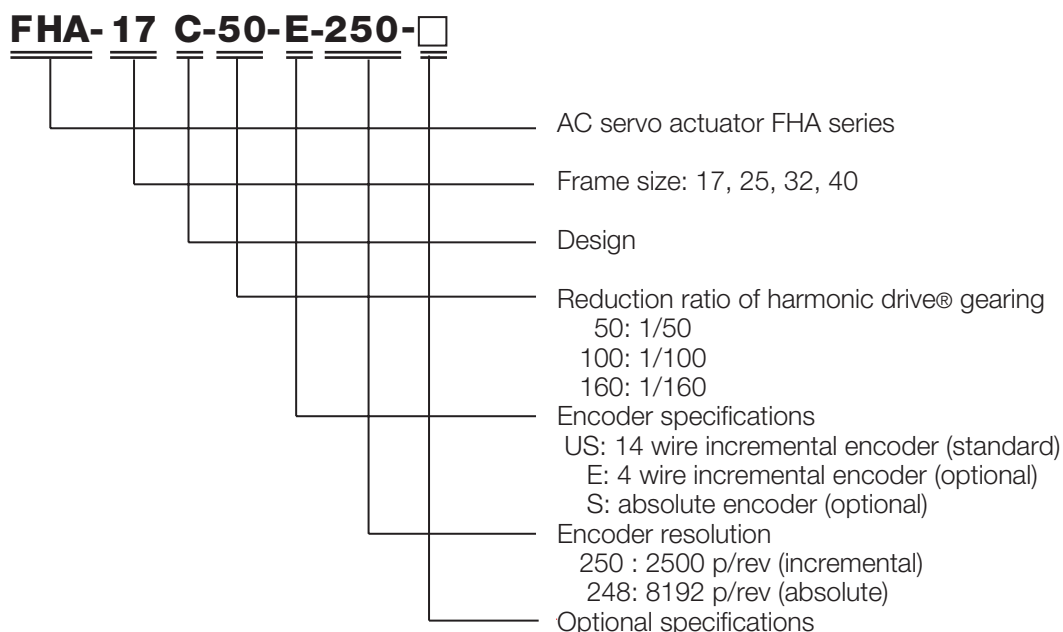 FHA-17 C-50-E-250-□
AC servo actuator FHA series
Frame size: 17, 25, 32, 40
Design
Reduction ratio of harmonic drive® gearing
50: 1/50
100: 1/100
160: 1/160
Encoder specifications
US: 14 wire incremental encoder (standard)
E: 4 wire incremental encoder (optional)
S: absolute encoder (optional)
Encoder resolution
250 : 2500 p/rev (incremental)
248: 8192 p/rev (absolute)
Optional specifications